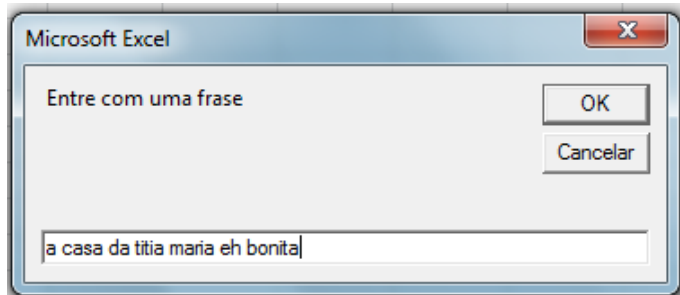 Microsoft Excel
Entre com uma frase
OK
Cancelar
a casa da titia maria eh bonita